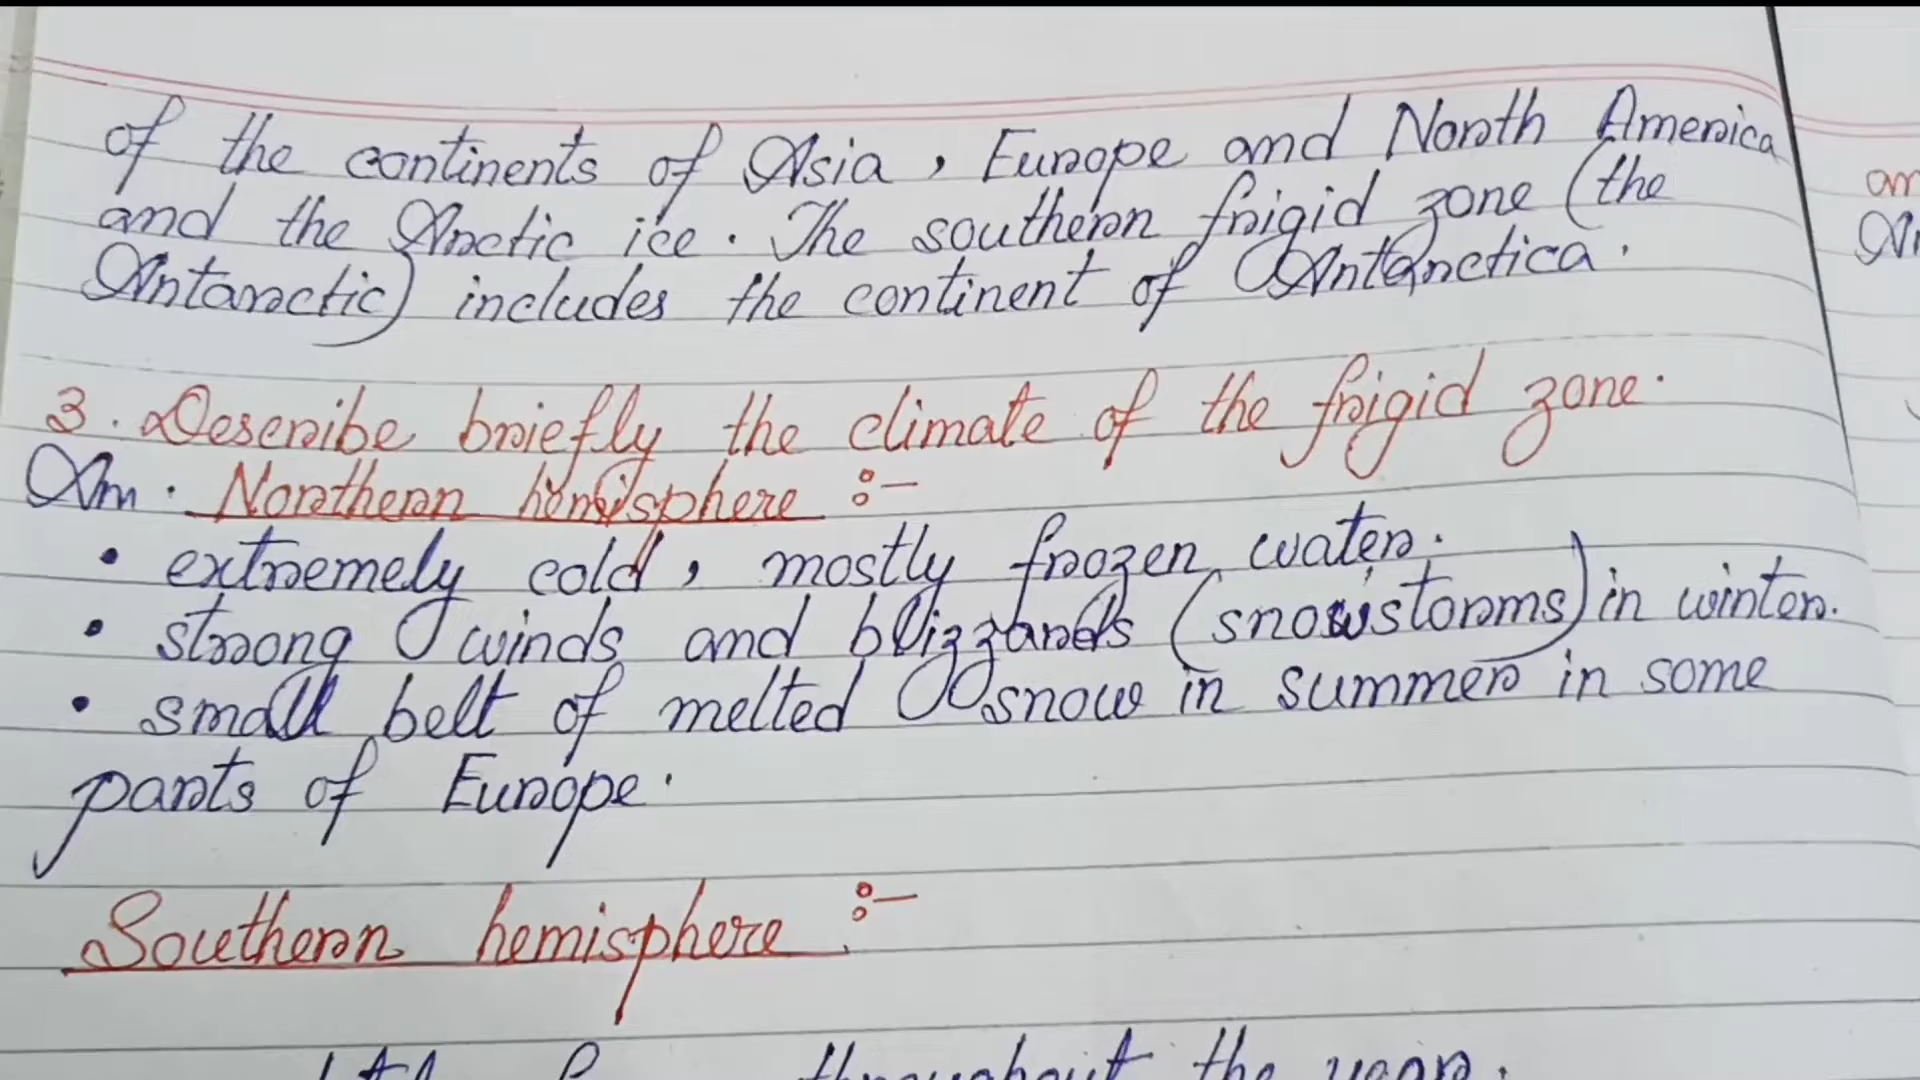 of the continents of Asia, Europe and North America
and the Arctic ice. The southern frigid zone (the
Antarctic) includes the continent of Antarctica.
3. Describe briefly the climate of the frigid zone.
Northern hemisphere :-
• extremely cold, mostly frozen water.
• strong winds and blizzards (snowstorms) in winter.
• small belt of melted snow in summer in some
parts of Europe.
Southern hemisphere :-
throughout the year.